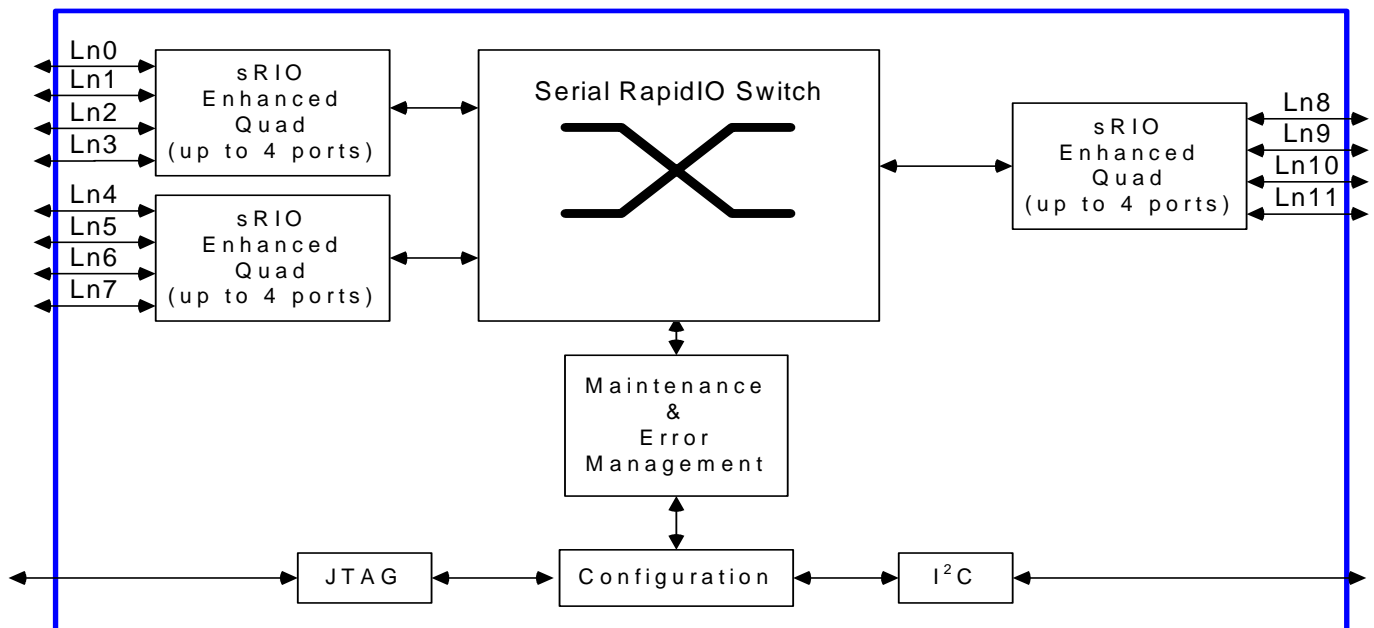 Ln0
Ln1
Ln2
Ln3
sRIO
Enhanced
Quad
(up to 4 ports)
Ln4
Ln5
Ln6
Ln7
sRIO
Enhanced
Quad
(up to 4 ports)
Serial RapidIO Switch
sRIO
Enhanced
Quad
(up to 4 ports)
Ln8
Ln9
Ln10
Ln11
Maintenance
&
Error
Management
JTAG
Configuration
I²C